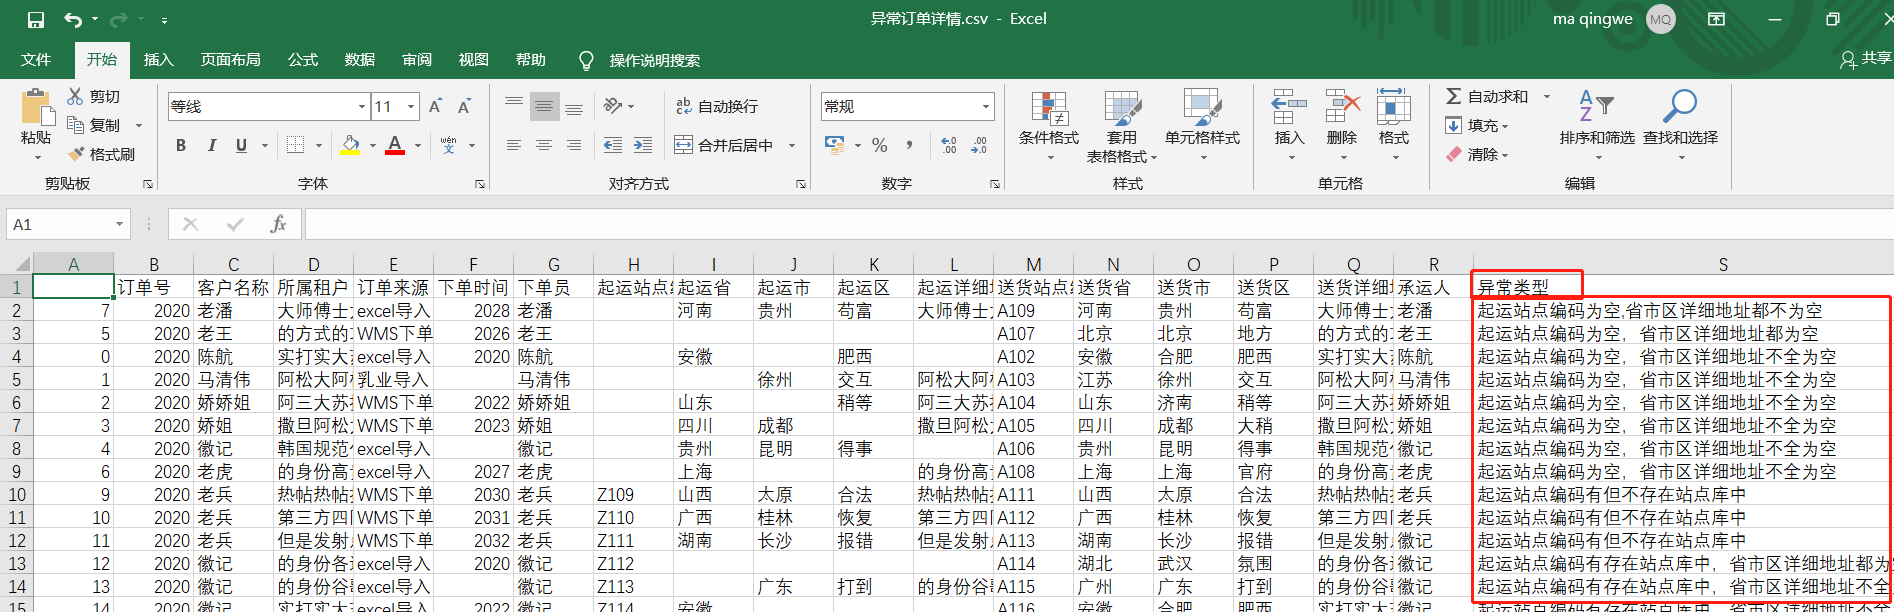 异常订单详情.csv - Excel
ma qingwe MQ
文件 开始 插入 页面布局 公式 数据 审阅 视图 帮助 操作说明搜索 共享
粘贴 剪切 复制 格式刷 剪贴板
等线 11 A A B I U A wén 文 字体
ab 自动换行 合并后居中 对齐方式
常规 % , .00 .00 数字
条件格式 套用 表格格式 单元格样式 样式
插入 删除 格式 单元格
自动求和 填充 清除 排序和筛选 查找和选择 编辑
A1 fx
A B C D E F G H I J K L M N O P Q R S
1 订单号 客户名称 所属租户 订单来源 下单时间 下单员 起运站点 起运省 起运市 起运区 起运详细 送货站点 送货省 送货市 送货区 送货详细 承运人 异常类型
2 7 2020 老潘 大师傅士 excel导入 2028 老潘 河南 贵州 苟富 大师傅士 A109 河南 贵州 苟富 大师傅士 老潘 起运站点编码为空,省市区详细地址都不为空
3 5 2020 老王 的方式的 WMS下单 2026 老王 A107 北京 北京 地方 的方式的 老王 起运站点编码为空，省市区详细地址都为空
4 0 2020 陈航 实打实大 excel导入 2020 陈航 安徽 肥西 A102 安徽 合肥 肥西 实打实大 陈航 起运站点编码为空，省市区详细地址不全为空
5 1 2020 马清伟 阿松大阿 乳业导入 马清伟 徐州 交互 阿松大阿 A103 江苏 徐州 交互 阿松大阿 马清伟 起运站点编码为空，省市区详细地址不全为空
6 2 2020 娇娇姐 阿三大苏 WMS下单 2022 娇娇姐 山东 稍等 阿三大苏 A104 山东 济南 稍等 阿三大苏 娇娇姐 起运站点编码为空，省市区详细地址不全为空
7 3 2020 娇姐 撒旦阿松 WMS下单 2023 娇姐 四川 成都 撒旦阿松 A105 四川 成都 大稍 撒旦阿松 娇姐 起运站点编码为空，省市区详细地址不全为空
8 4 2020 徽记 韩国规范 excel导入 徽记 贵州 昆明 得事 A106 贵州 昆明 得事 韩国规范 徽记 起运站点编码为空，省市区详细地址不全为空
9 6 2020 老虎 的身份高 excel导入 2027 老虎 上海 的身份高 A108 上海 上海 官府 的身份高 老虎 起运站点编码为空，省市区详细地址不全为空
10 9 2020 老兵 热帖热帖 WMS下单 2030 老兵 Z109 山西 太原 合法 热帖热帖 A111 山西 太原 合法 热帖热帖 老兵 起运站点编码有但不存在站点库中
11 10 2020 老兵 第三方四 WMS下单 2031 老兵 Z110 广西 桂林 恢复 第三方四 A112 广西 桂林 恢复 第三方四 老兵 起运站点编码有但不存在站点库中
12 11 2020 老兵 但是发射 WMS下单 2032 老兵 Z111 湖南 长沙 报错 但是发射 A113 湖南 长沙 报错 但是发射 徽记 起运站点编码有但不存在站点库中
13 12 2020 徽记 的身份各 excel导入 2020 徽记 Z112 A114 湖北 武汉 氛围 的身份各 徽记 起运站点编码有存在站点库中，省市区详细地址都为
14 13 2020 徽记 的身份谷 excel导入 徽记 Z113 广东 打到 的身份谷 A115 广州 广东 打到 的身份谷 徽记 起运站点编码有存在站点库中，省市区详细地址不全
15 14 2020 徽记 实打实大 excel导入 2022 徽记 Z114 安徽 A116 安徽 合肥 肥西 实打实大 徽记 起运站点编码有存在站点库中，省市区详细地址不全